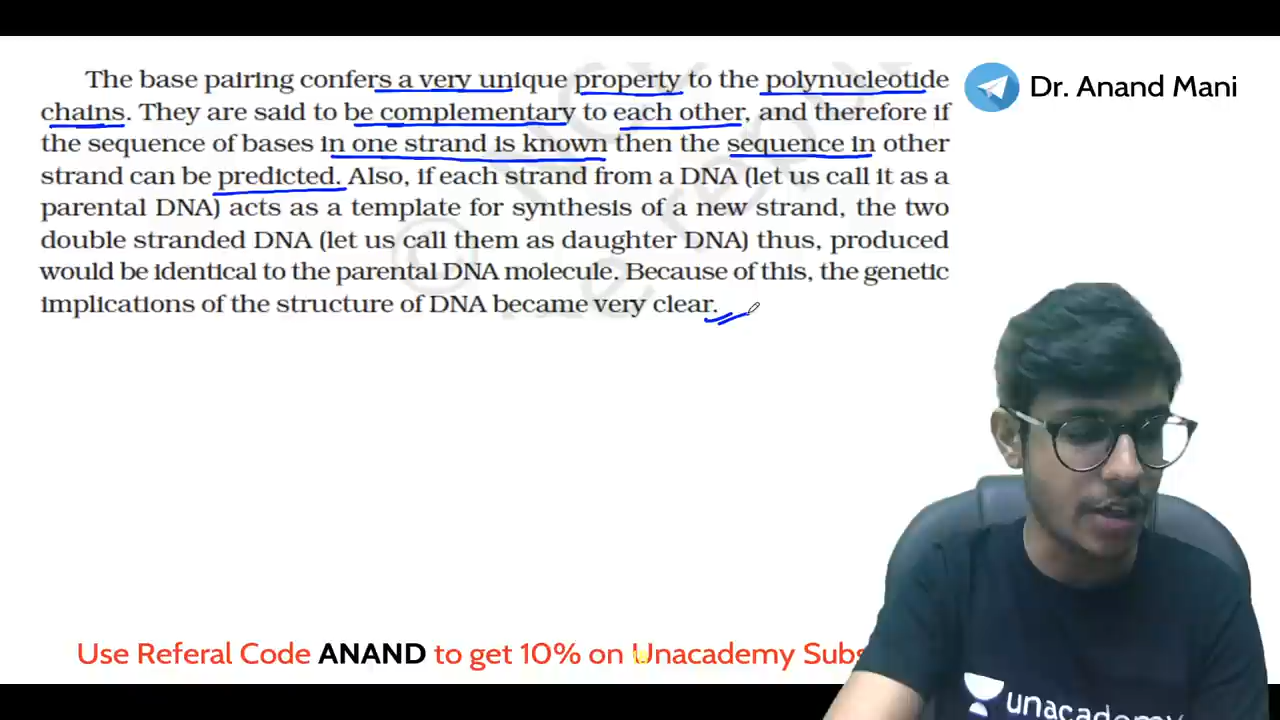 The base pairing confers a very unique property to the polynucleotide
chains. They are said to be complementary to each other, and therefore if
the sequence of bases in one strand is known then the sequence in other
strand can be predicted. Also, if each strand from a DNA (let us call it as a
parental DNA) acts as a template for synthesis of a new strand, the two
double stranded DNA (let us call them as daughter DNA) thus, produced
would be identical to the parental DNA molecule. Because of this, the genetic
implications of the structure of DNA became very clear.
Dr. Anand Mani
Use Referal Code ANAND to get 10% on Unacademy Subs
unacademy